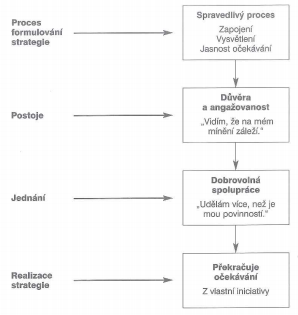 Proces
formulování
strategie
Spravedlivý proces
Zapojení
Vysvětlení
Jasnost očekávání
Postoje
Důvěra
a angažovanost
„Vidím, že na mém
mínění záleží.“
Jednání
Dobrovolná
spolupráce
„Udělám více, než je
mou povinností.“
Realizace
strategie
Překračuje
očekávání
Z vlastní iniciativy